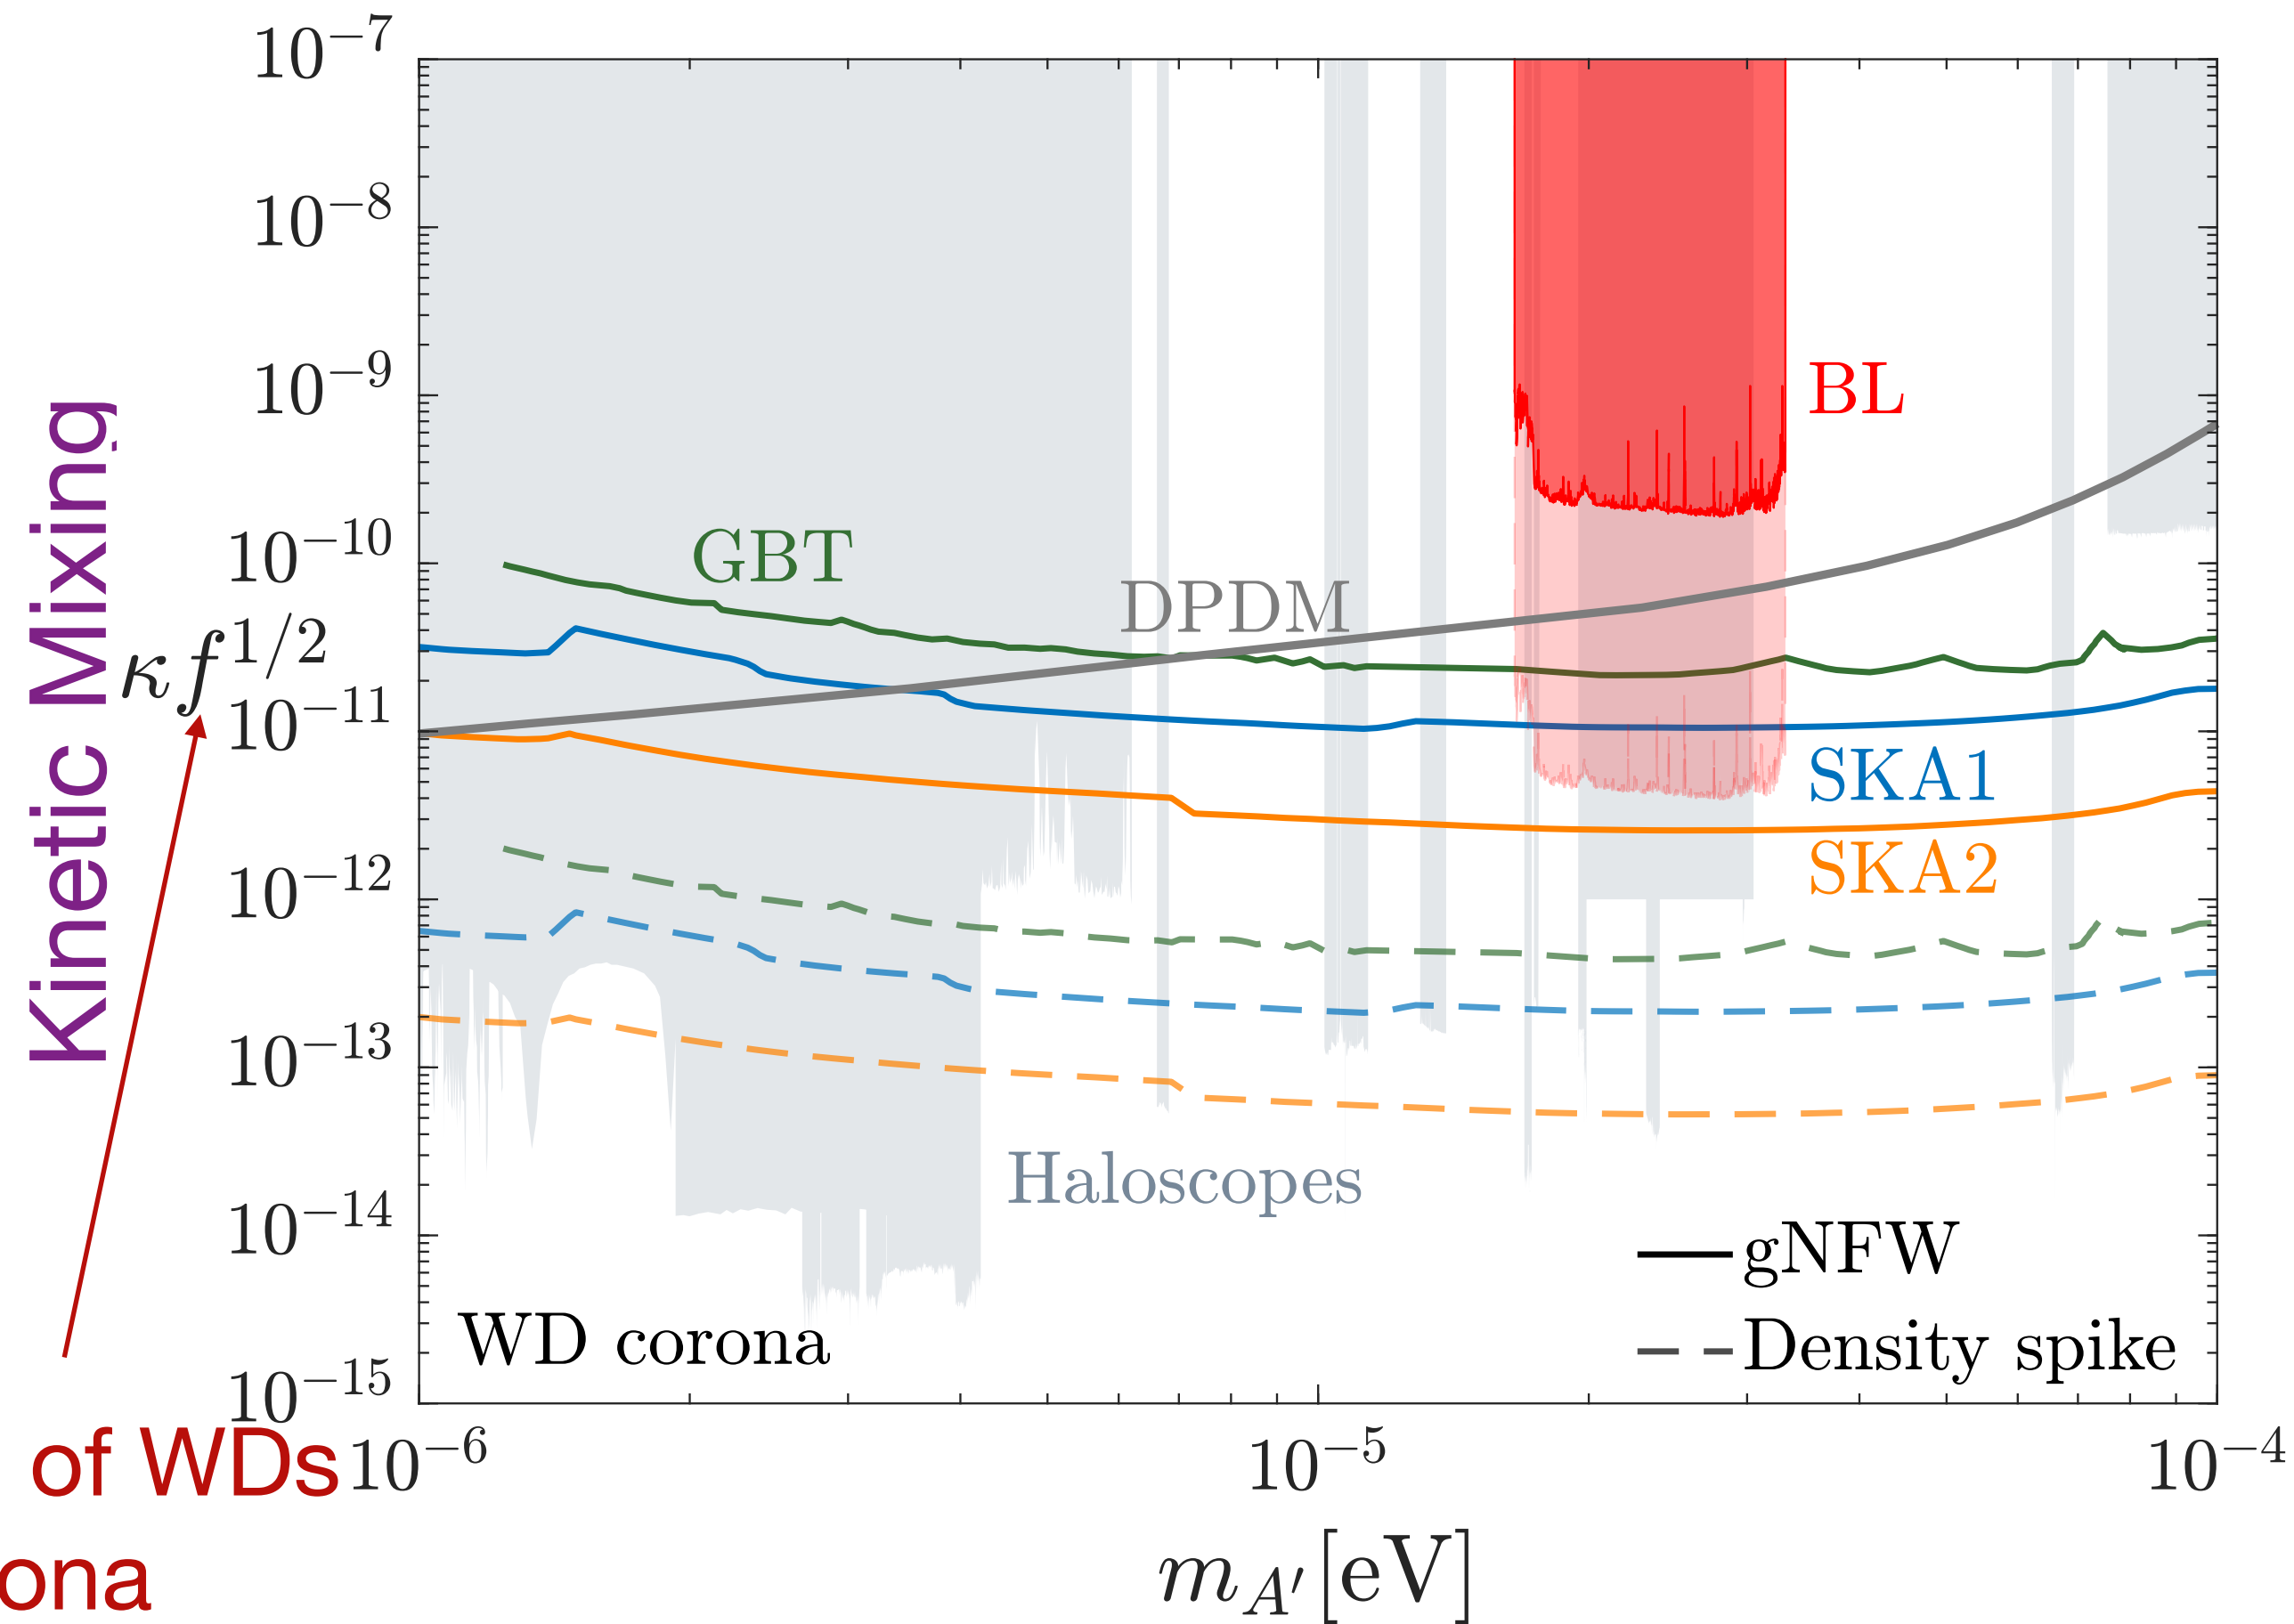 Kinetic Mixing
κf^{1/2}
10^{−7}
10^{−8}
10^{−9}
10^{−10}
10^{−11}
10^{−12}
10^{−13}
10^{−14}
10^{−15}
BL
GBT
DPDM
SKA1
SKA2
Haloscopes
gNFW
Density spike
WD corona
10^{−6}
10^{−5}
10^{−4}
m_{A′}[eV]
of WDs
ona